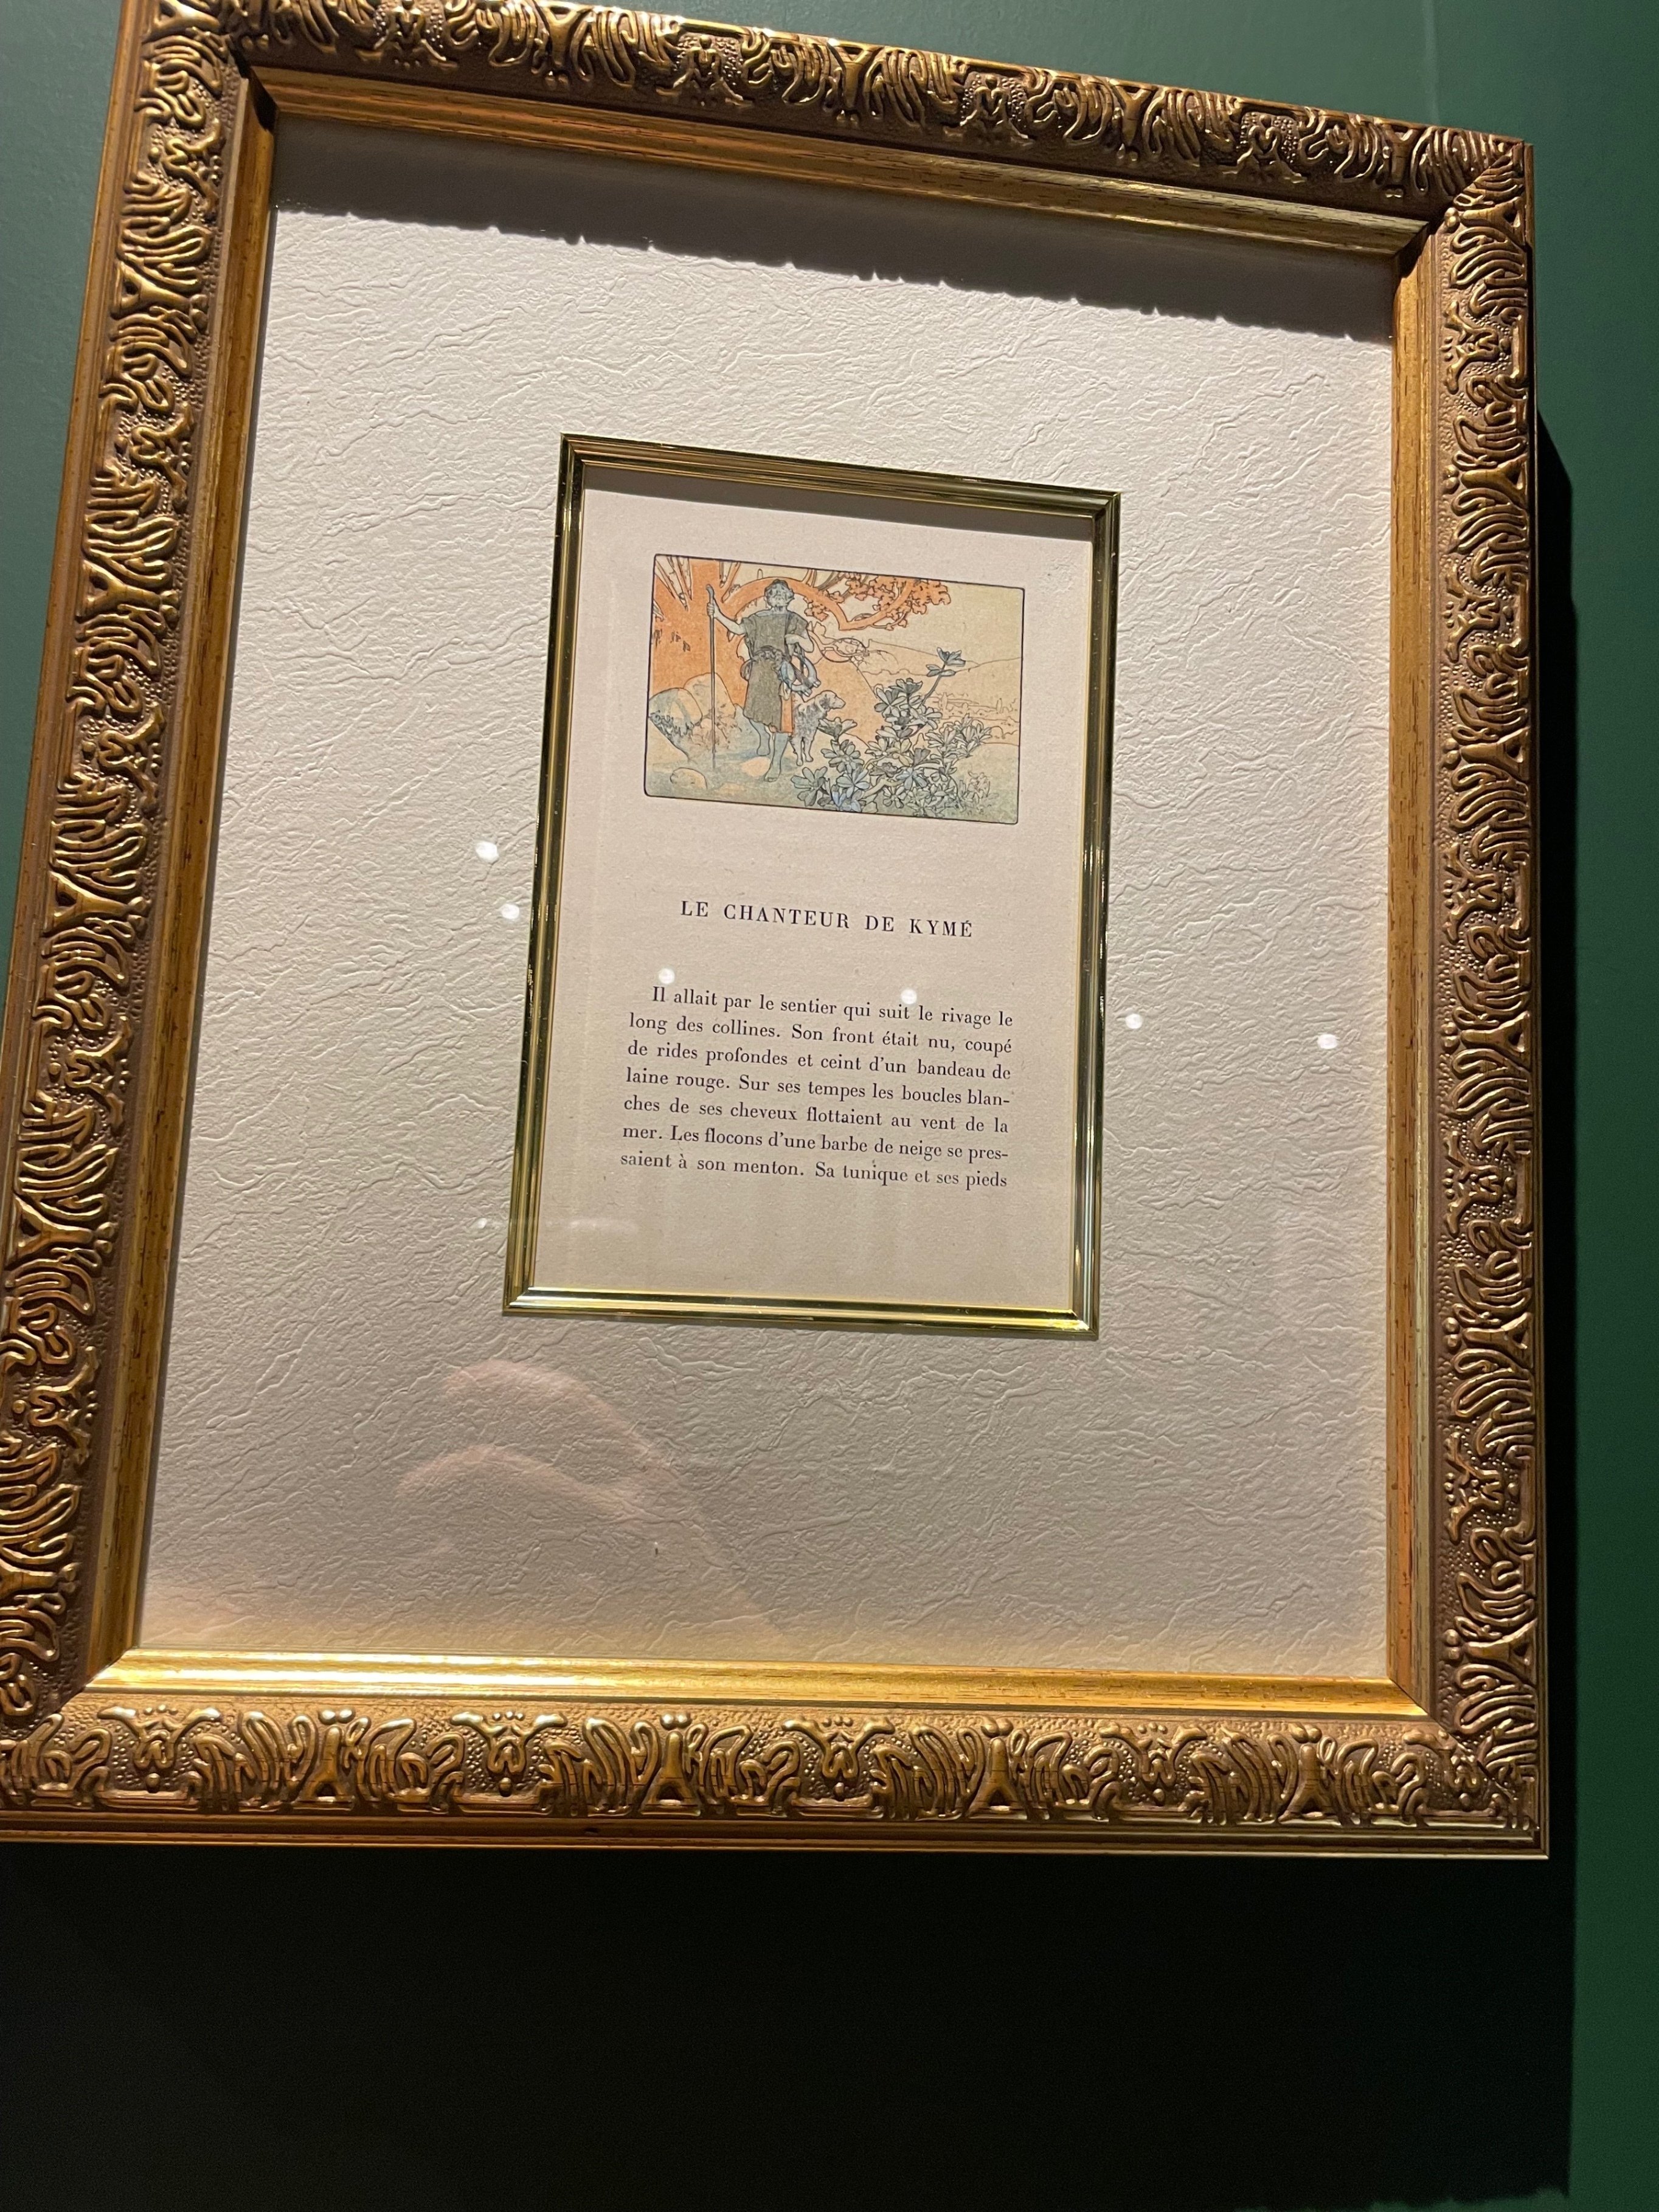 LE CHANTEUR DE KYMÉ
Il allait par le sentier qui suit le rivage le
long des collines. Son front était nu, coupé
de rides profondes et ceint d'un bandeau de
laine rouge. Sur ses tempes les boucles blan-
ches de ses cheveux flottaient au vent de la
mer. Les flocons d'une barbe de neige se pres-
saient à son menton. Sa tunique et ses pieds